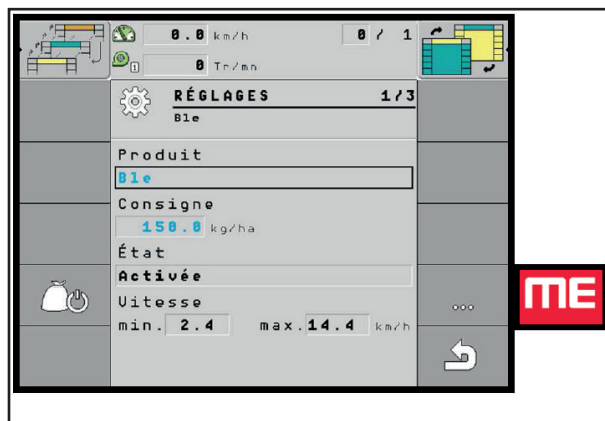 0.0 km/h
0 / 1
1
0 Tr/mn
RÉGLAGES 1/3
Ble
Produit
Ble
Consigne
150.0 kg/ha
État
Activée
Vitesse
min. 2.4 max. 14.4 km/h
ME